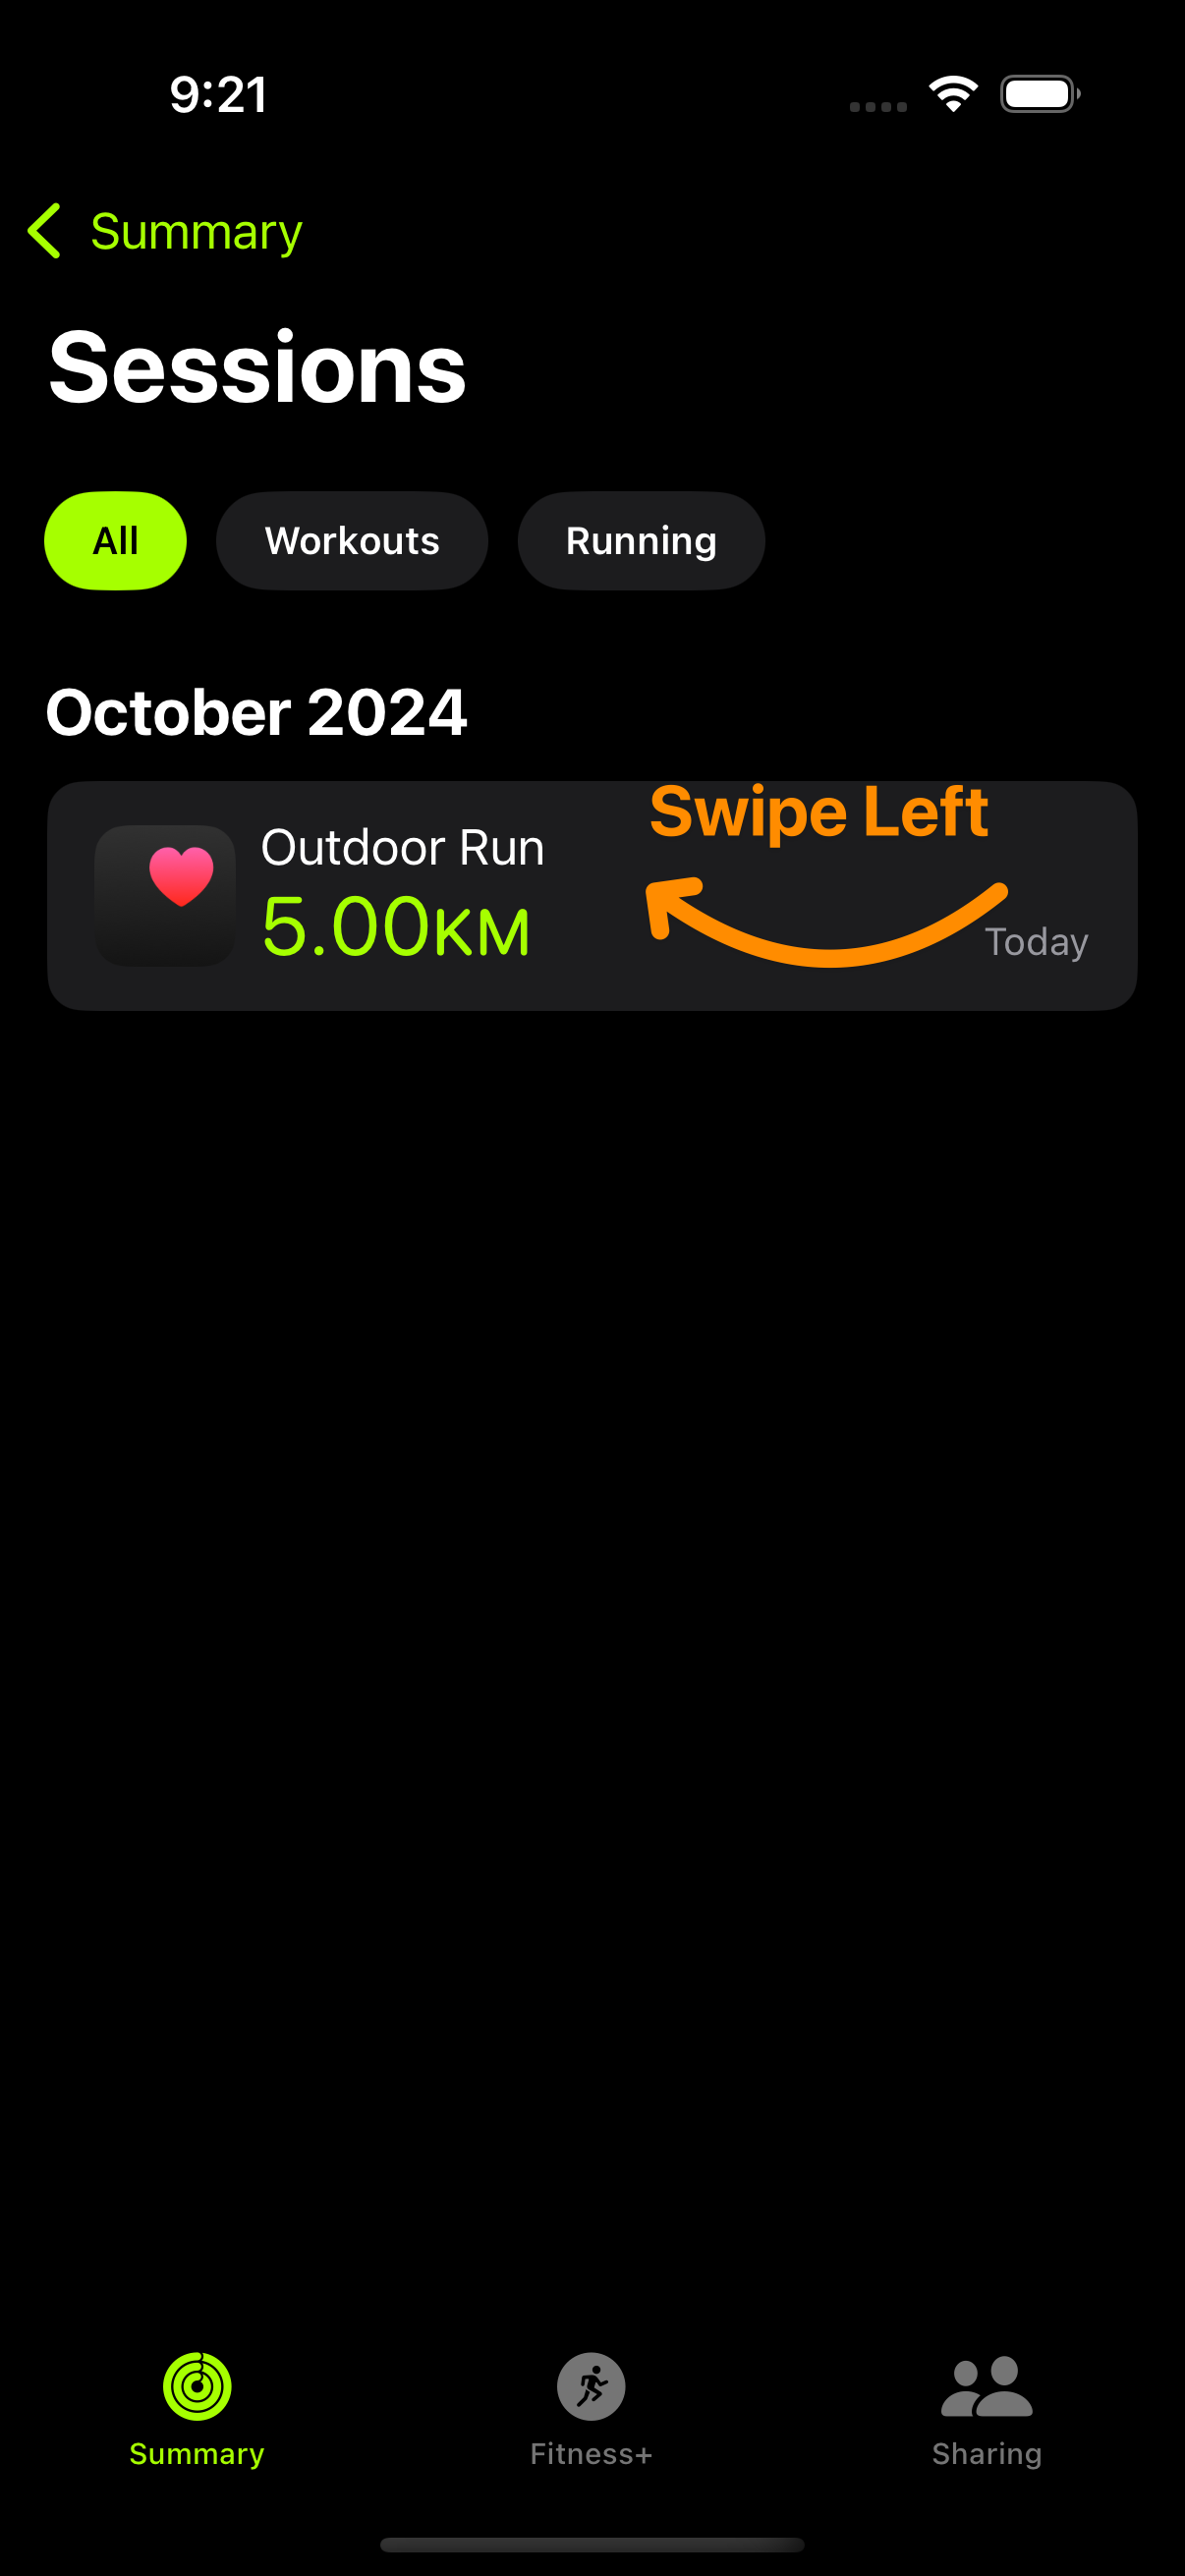 9:21
Summary
Sessions
All Workouts Running
October 2024
Swipe Left
Outdoor Run
5.00KM
Today
Summary Fitness+ Sharing